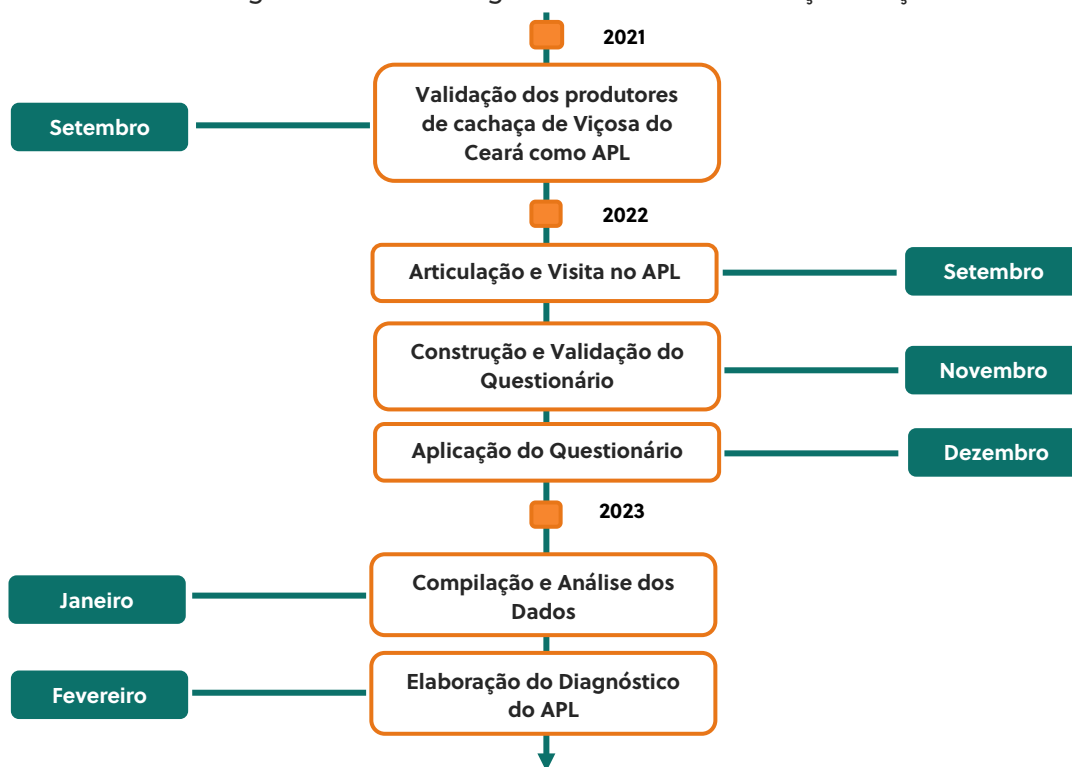 2021
Setembro
Validação dos produtores
de cachaça de Viçosa do
Ceará como APL
2022
Articulação e Visita no APL
Setembro
Construção e Validação do
Questionário
Novembro
Aplicação do Questionário
Dezembro
2023
Janeiro
Compilação e Análise dos
Dados
Fevereiro
Elaboração do Diagnóstico
do APL